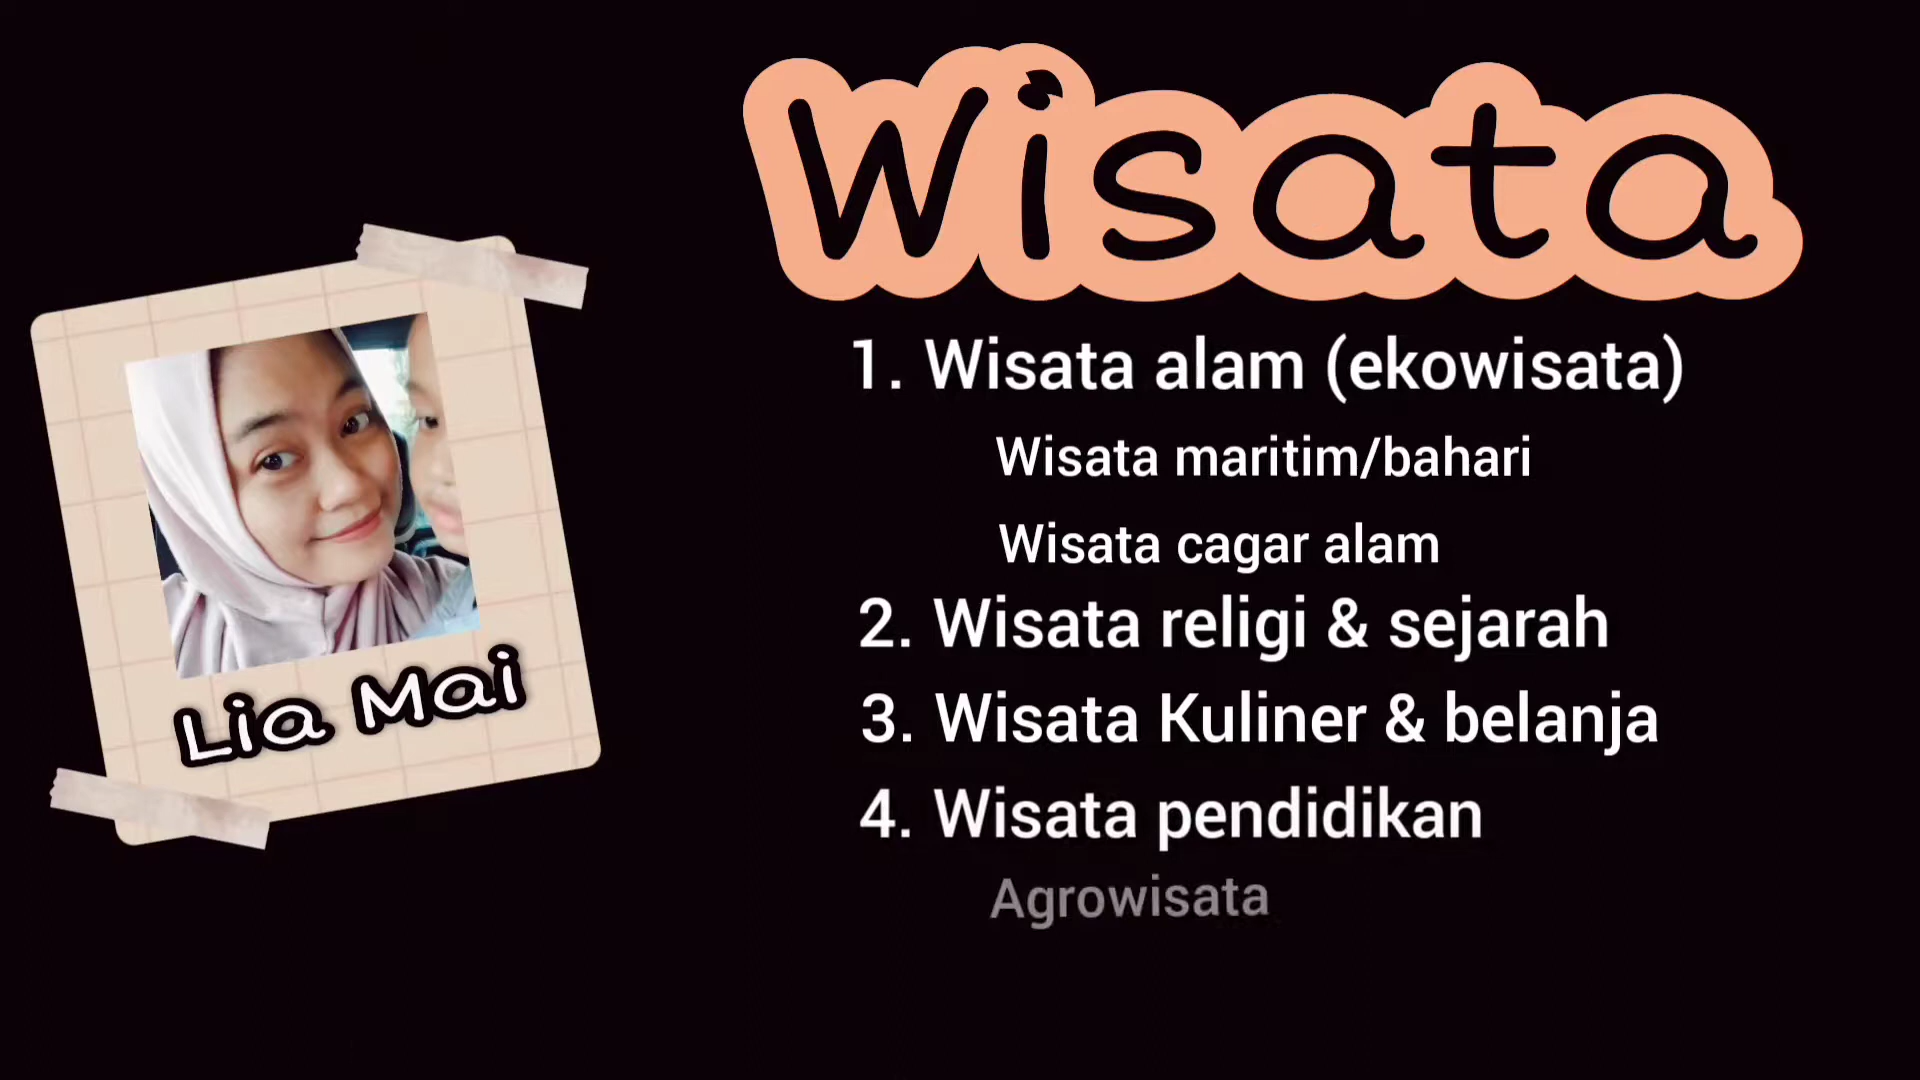 Wisata
1. Wisata alam (ekowisata)
Wisata maritim/bahari
Wisata cagar alam
2. Wisata religi & sejarah
3. Wisata Kuliner & belanja
4. Wisata pendidikan
Agrowisata
Lia Mai